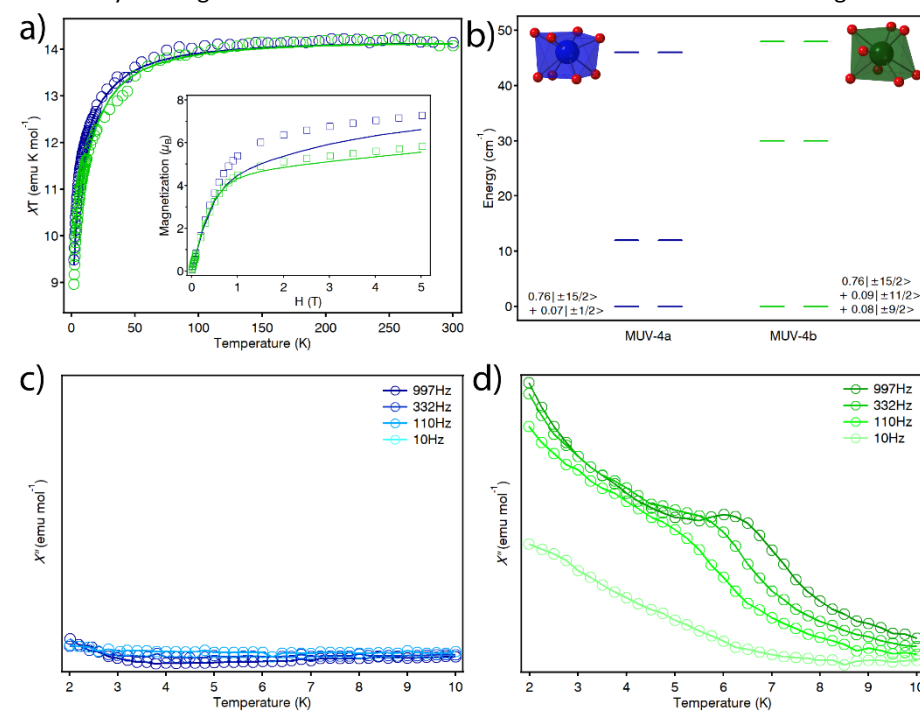 a)
14
13
12
11
10
9
χT (emu K mol⁻¹)
0 50 100 150 200 250 300
Temperature (K)
8
6
4
2
0
Magnetization (μB)
0 1 2 3 4 5
H (T)
b)
50
40
30
20
10
0
Energy (cm⁻¹)
0.76|±15/2>
+ 0.07|±1/2>
0.76|±15/2>
+ 0.09|±11/2>
+ 0.08|±9/2>
MUV-4a MUV-4b
c)
997Hz
332Hz
110Hz
10Hz
χ'' (emu mol⁻¹)
2 3 4 5 6 7 8 9 10
Temperature (K)
d)
997Hz
332Hz
110Hz
10Hz
χ'' (emu mol⁻¹)
2 3 4 5 6 7 8 9 10
Temperature (K)